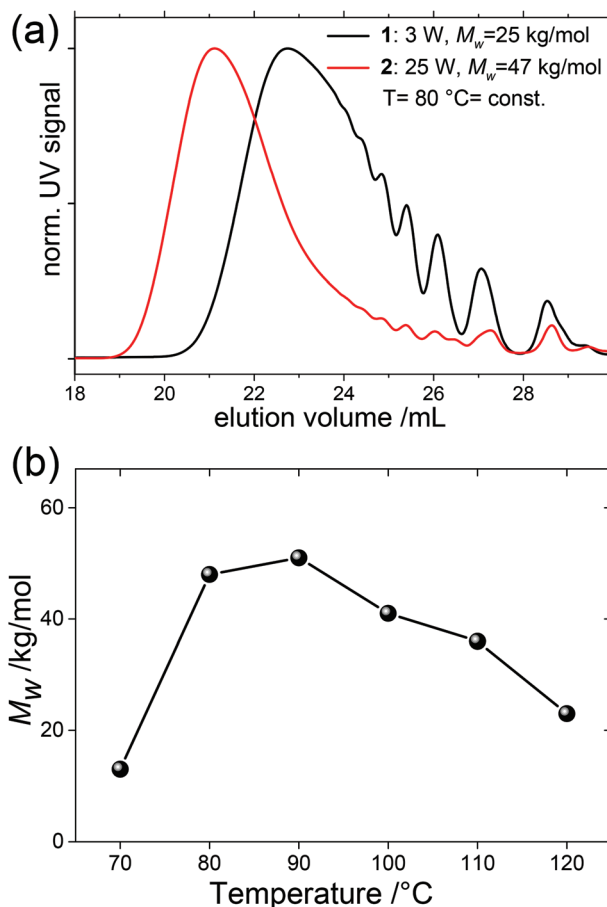 (a)
1: 3 W, Mw=25 kg/mol
2: 25 W, Mw=47 kg/mol
T= 80 °C= const.
norm. UV signal
18 20 22 24 26 28
elution volume /mL
(b)
60
40
20
0
Mw /kg/mol
70 80 90 100 110 120
Temperature /°C